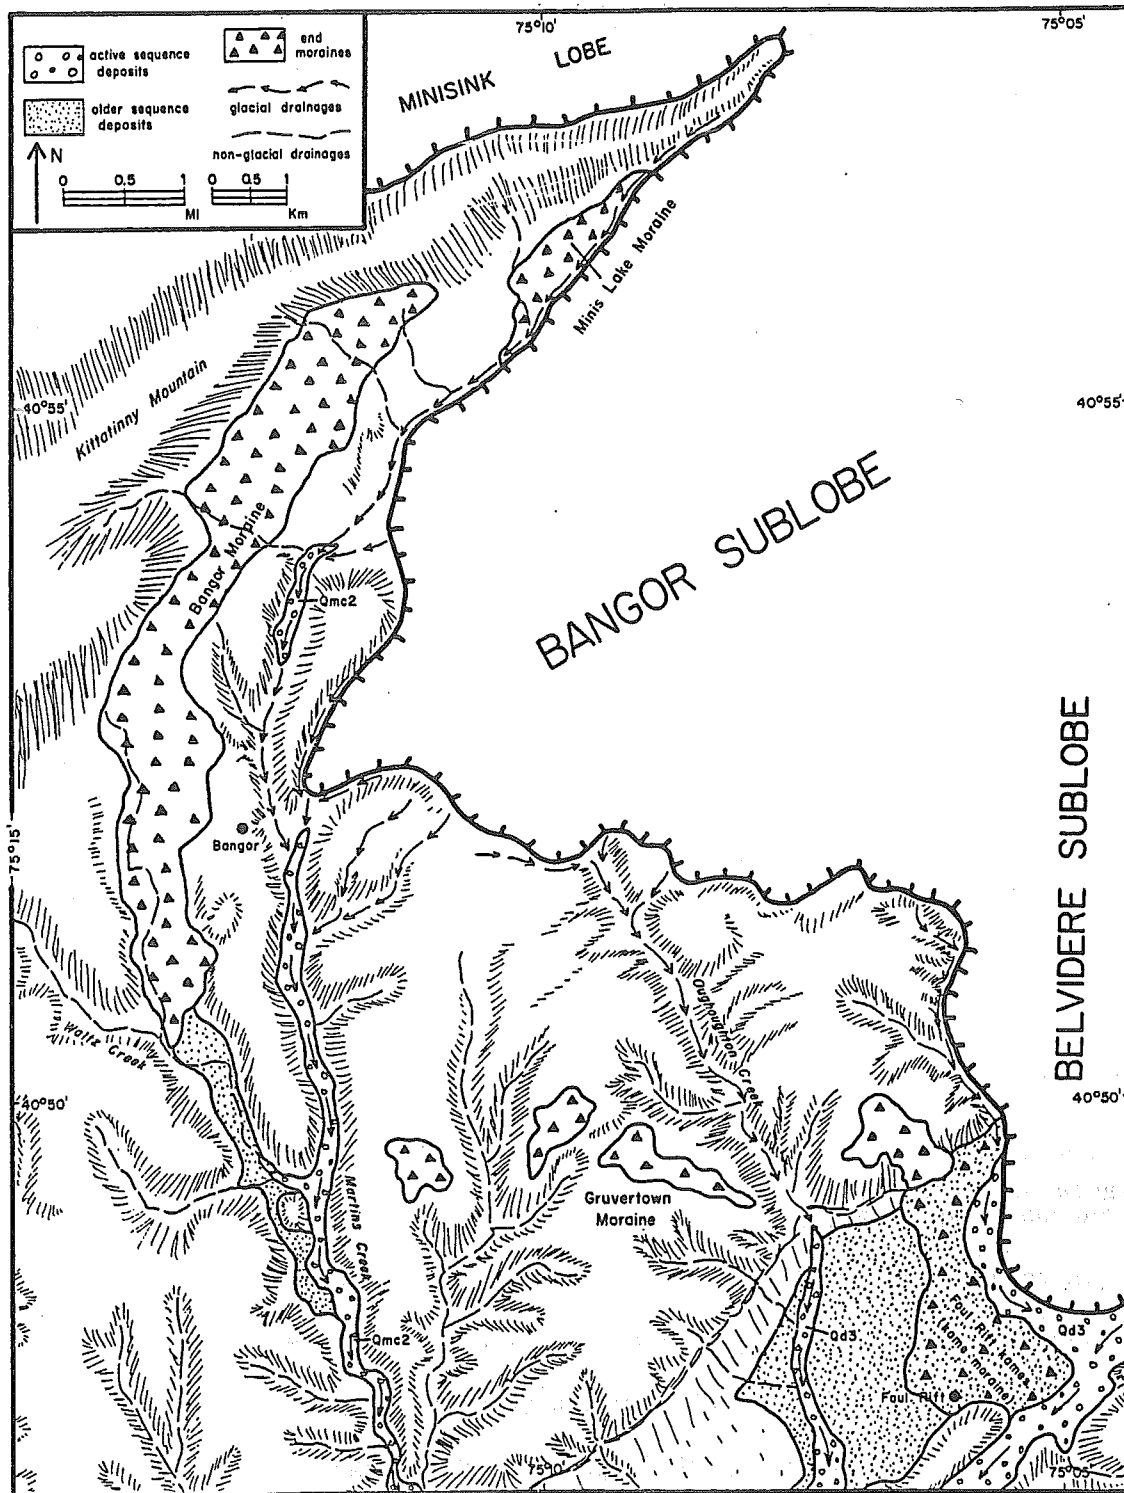 75°10'
75°05'
active sequence
deposits
end
moraines
older sequence
deposits
glacial drainages
non-glacial drainages
N
0 0.5 1
MI
0 0.5 1
Km
MINISINK LOBE
Minis Lake Moraine
Kittatinny Mountain
40°55'
40°55'
Bangor Moraine
BANGOR SUBLOBE
Qmc2
BELVIDERE SUBLOBE
75°15'
Bangor
Oughoughton Creek
Waltz Creek
40°50'
40°50'
Martins Creek
Gruvertown
Moraine
Foul Rift kames
(kame moraine)
Qd3
Qd3
Qmc2
Foul Rift
75°10'
75°05'